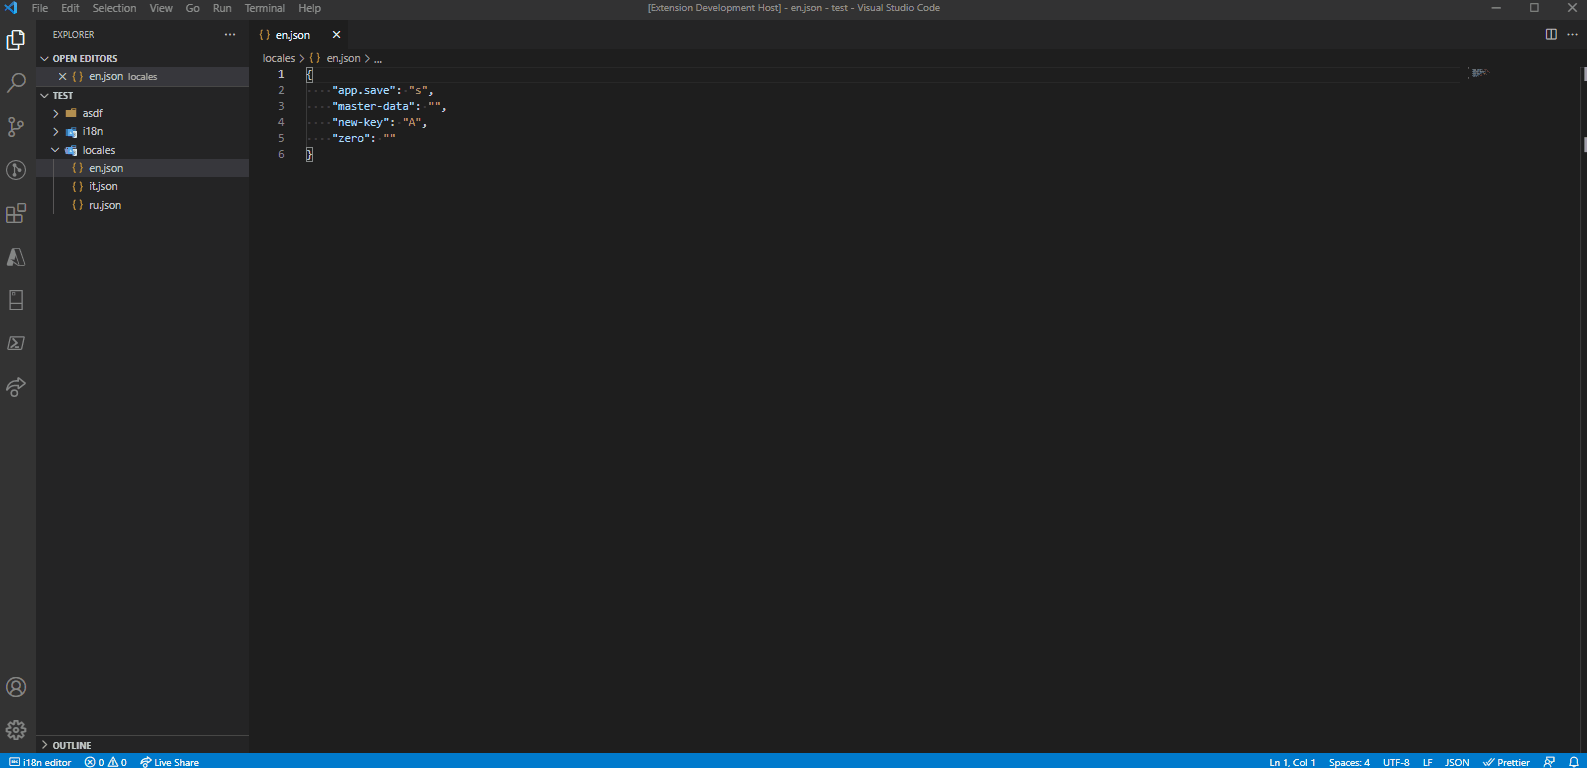 File Edit Selection View Go Run Terminal Help
[Extension Development Host] - en.json - test - Visual Studio Code
EXPLORER
OPEN EDITORS
en.json locales
TEST
asdf
i18n
locales
en.json
it.json
ru.json
OUTLINE
en.json
locales > {} en.json > ...
1 {
2 "app.save": "s",
3 "master-data": "",
4 "new-key": "A",
5 "zero": ""
6 }
i18n editor 0 0 Live Share
Ln 1, Col 1 Spaces: 4 UTF-8 LF JSON Prettier